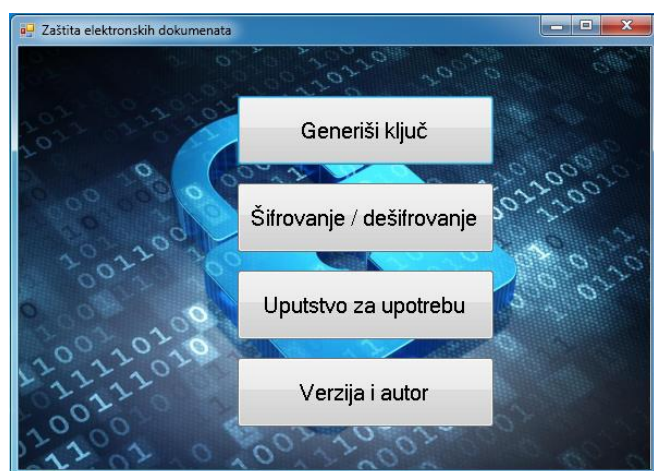 Zaštita elektronskih dokumenata
Generiši ključ
Šifrovanje / dešifrovanje
Uputstvo za upotrebu
Verzija i autor